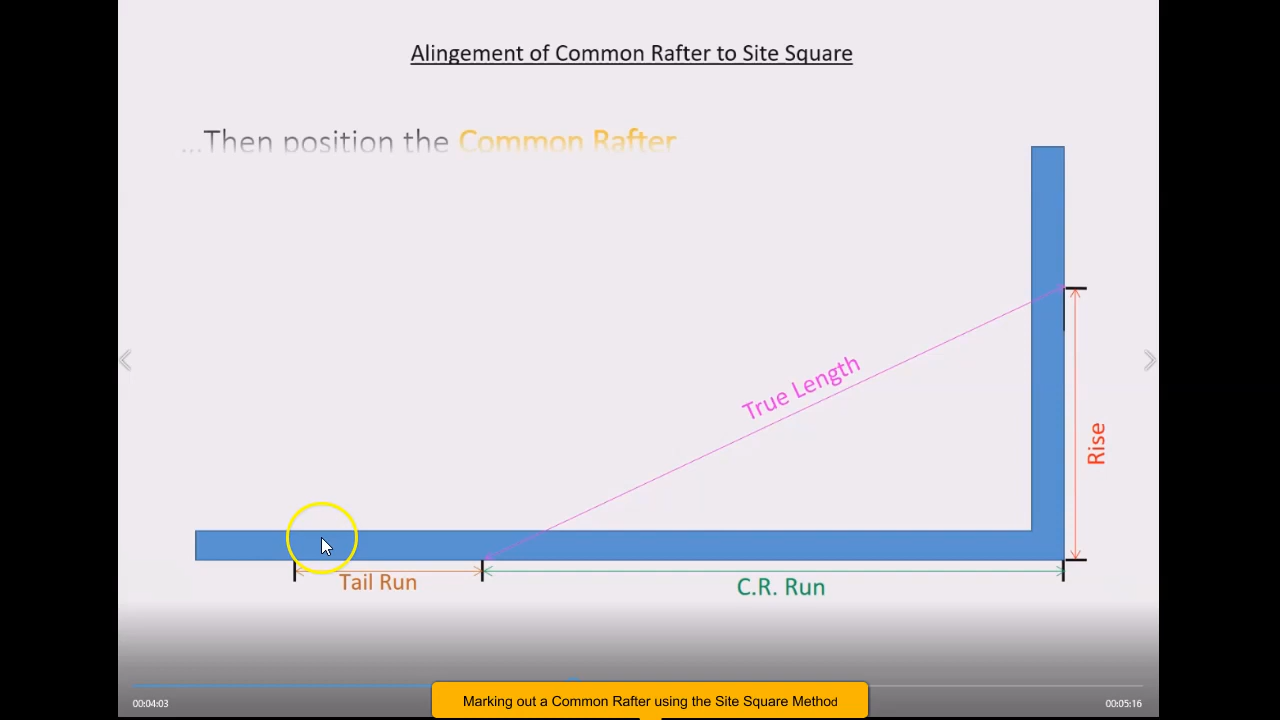 Alingement of Common Rafter to Site Square
...Then position the Common Rafter
True Length
Rise
Tail Run
C.R. Run
00:04:03
Marking out a Common Rafter using the Site Square Method
00:05:16